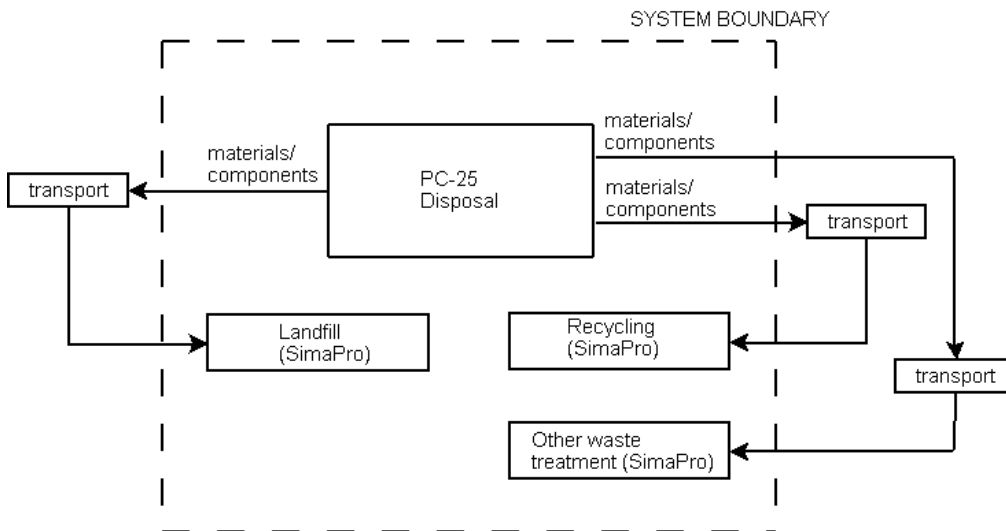 SYSTEM BOUNDARY
materials/
components
materials/
components
transport
PC-25
Disposal
materials/
components
transport
Landfill
(SimaPro)
Recycling
(SimaPro)
transport
Other waste
treatment (SimaPro)